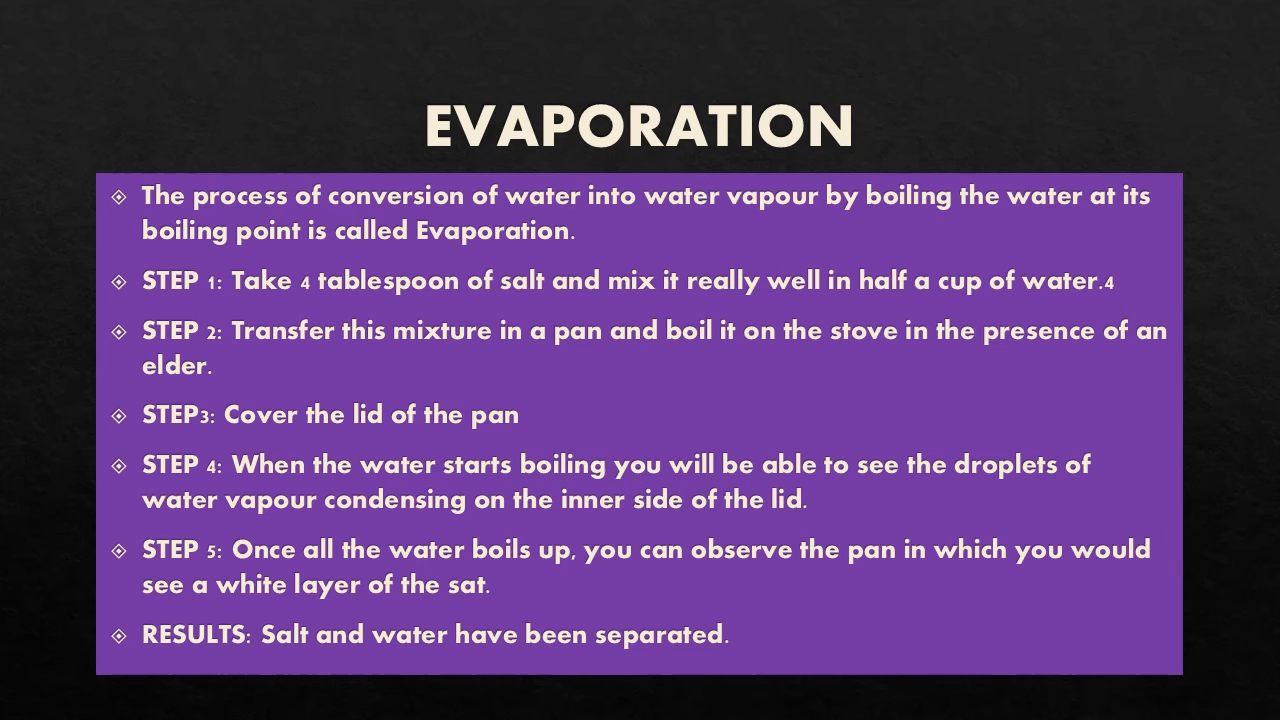 EVAPORATION
The process of conversion of water into water vapour by boiling the water at its
boiling point is called Evaporation.
STEP 1: Take 4 tablespoon of salt and mix it really well in half a cup of water.4
STEP 2: Transfer this mixture in a pan and boil it on the stove in the presence of an
elder.
STEP3: Cover the lid of the pan
STEP 4: When the water starts boiling you will be able to see the droplets of
water vapour condensing on the inner side of the lid.
STEP 5: Once all the water boils up, you can observe the pan in which you would
see a white layer of the sat.
RESULTS: Salt and water have been separated.